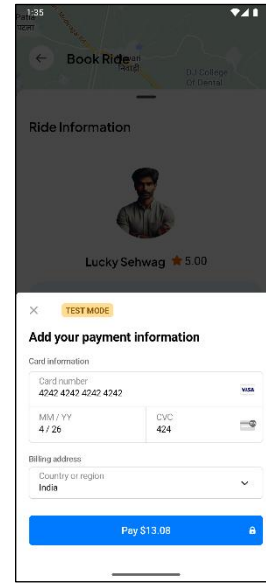 1:35
Book Ride
DJ College
Of Dental
Ride Information
Lucky Sehwag 5.00
TEST MODE
Add your payment information
Card information
Card number
4242 4242 4242 4242
VISA
MM / YY
4 / 26
CVC
424
Billing address
Country or region
India
Pay $13.08